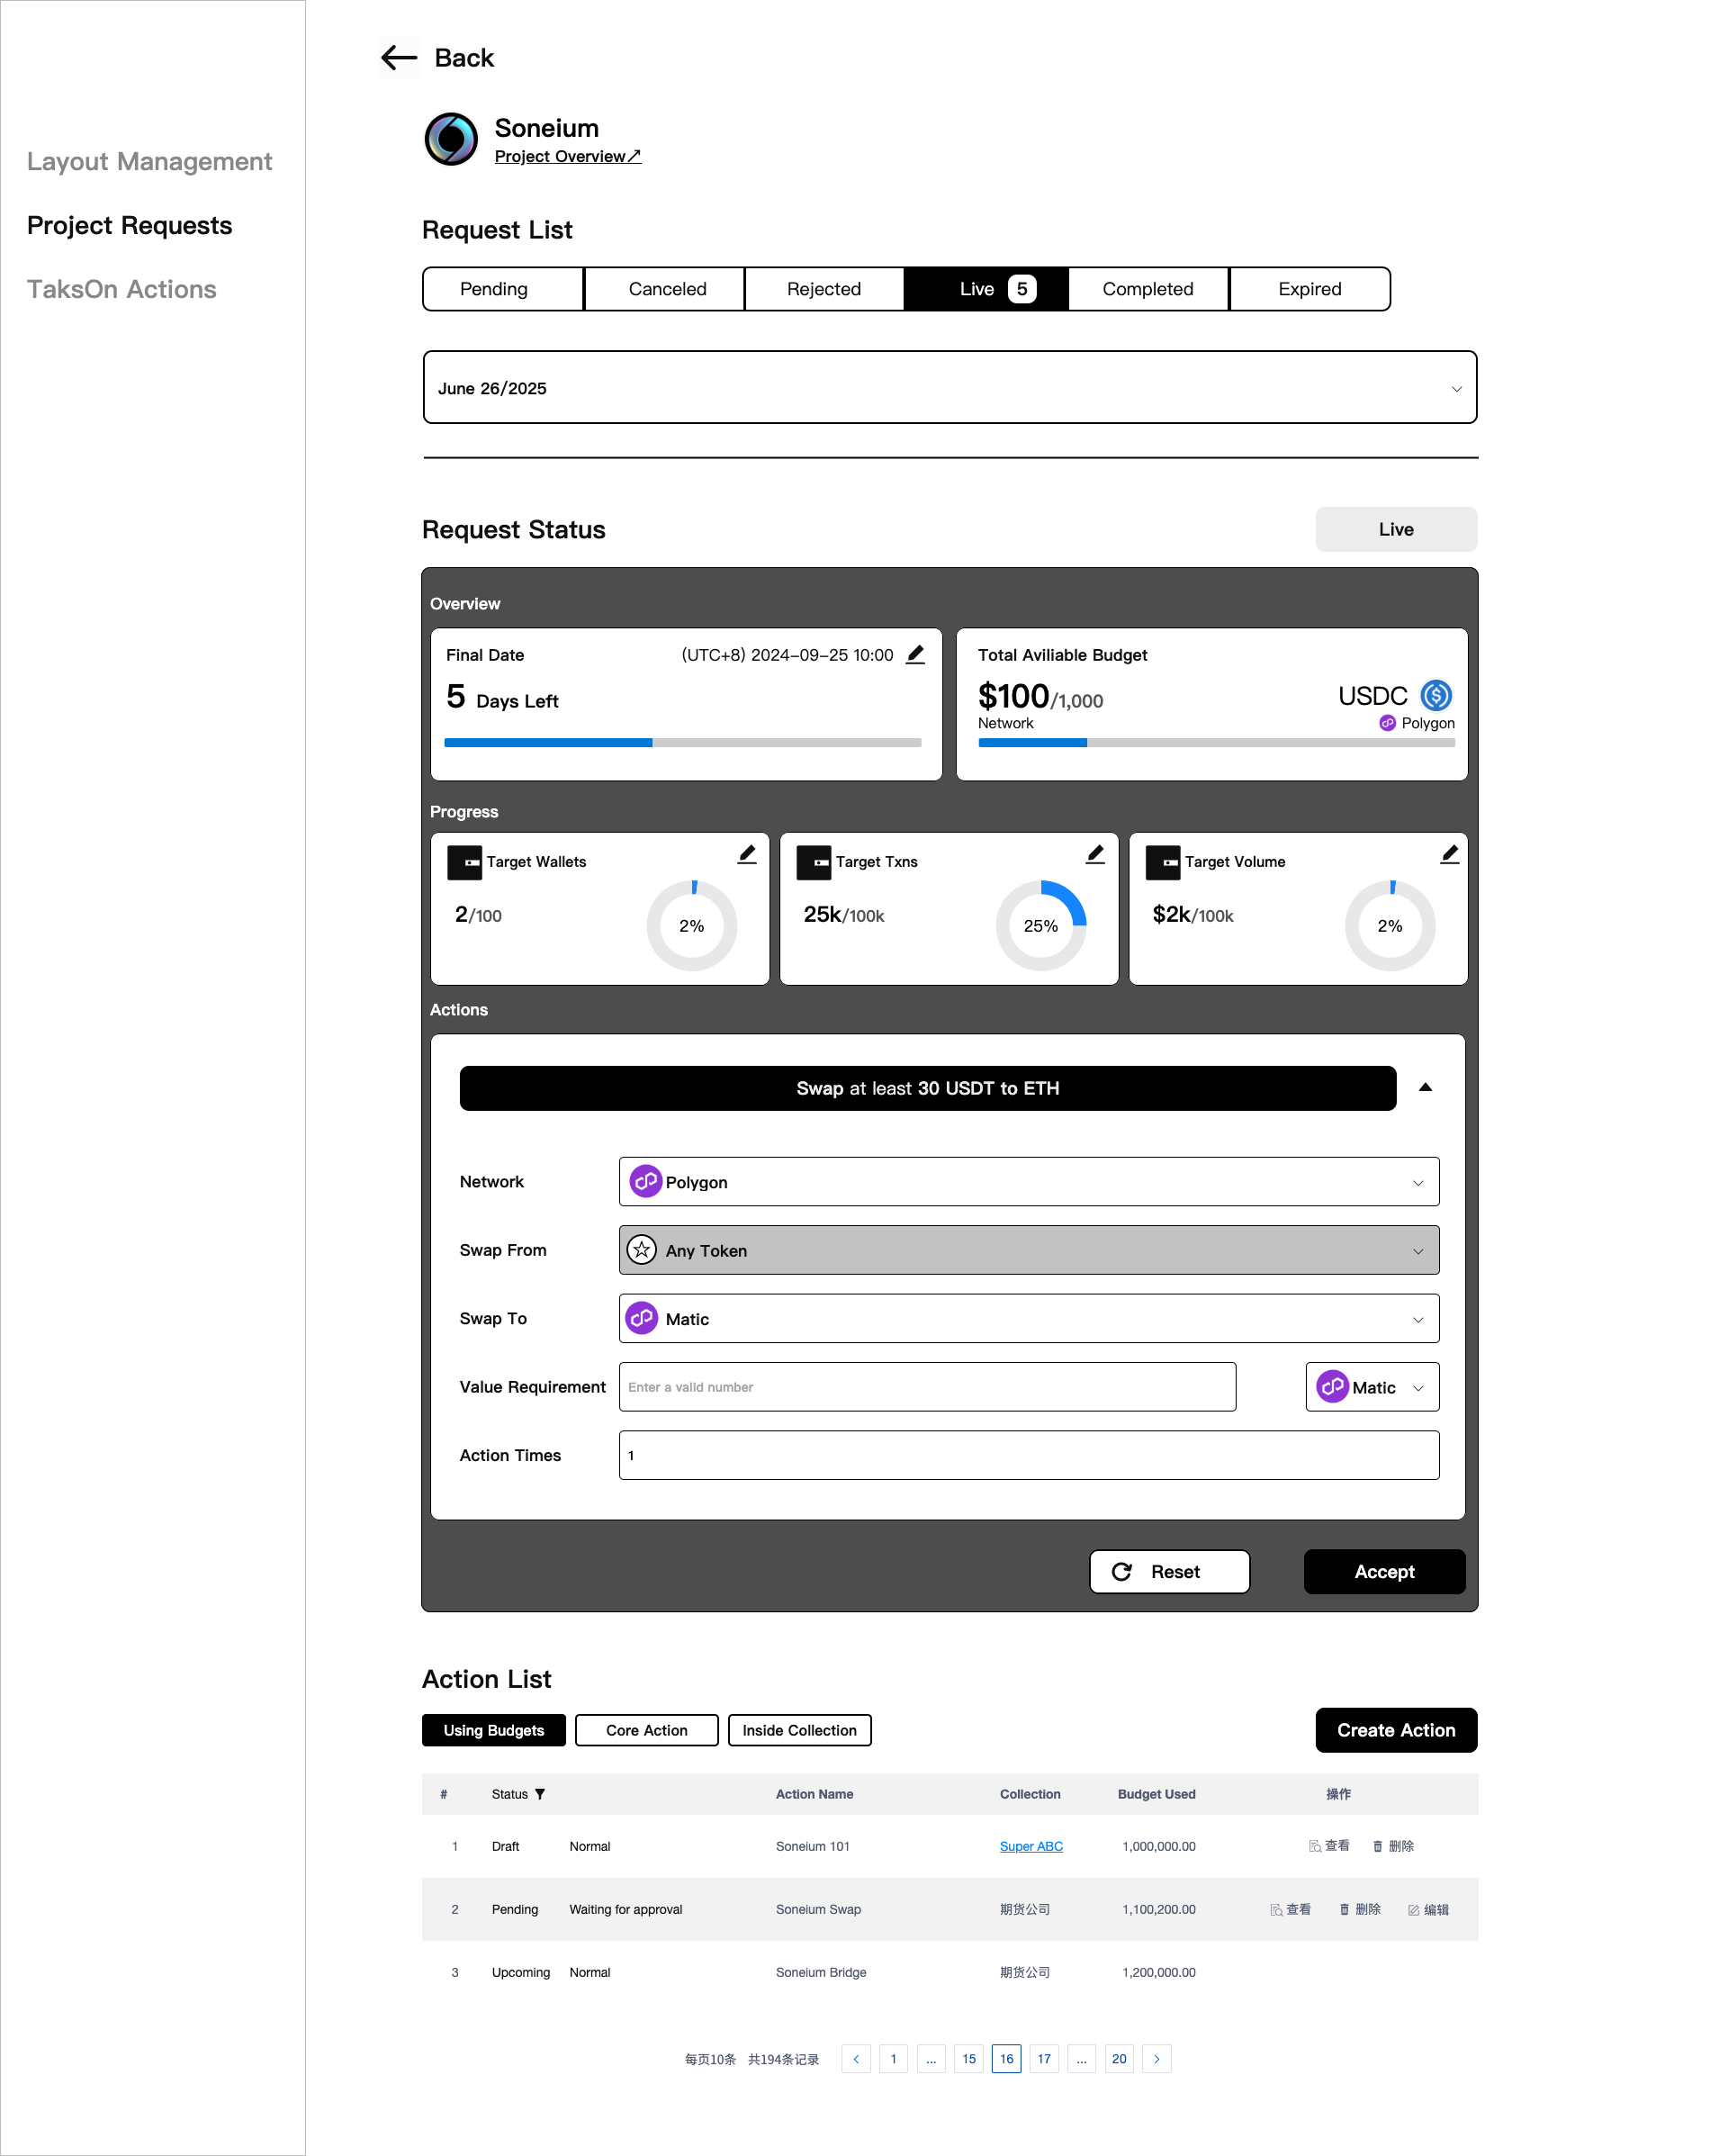 Back
Layout Management
Project Requests
TaksOn Actions
Soneium
Project Overview↗
Request List
Pending Canceled Rejected Live 5 Completed Expired
June 26/2025
Request Status Live
Overview
Final Date (UTC+8) 2024-09-25 10:00
5 Days Left
Total Aviliable Budget
$100/1,000 USDC
Network Polygon
Progress
Target Wallets
2/100 2%
Target Txns
25k/100k 25%
Target Volume
$2k/100k 2%
Actions
Swap at least 30 USDT to ETH
Network Polygon
Swap From Any Token
Swap To Matic
Value Requirement Enter a valid number Matic
Action Times 1
Reset Accept
Action List
Using Budgets Core Action Inside Collection Create Action
# Status Action Name Collection Budget Used 操作
1 Draft Normal Soneium 101 Super ABC 1,000,000.00 查看 删除
2 Pending Waiting for approval Soneium Swap 期货公司 1,100,200.00 查看 删除 编辑
3 Upcoming Normal Soneium Bridge 期货公司 1,200,000.00
每页10条 共194条记录 < 1 ... 15 16 17 ... 20 >